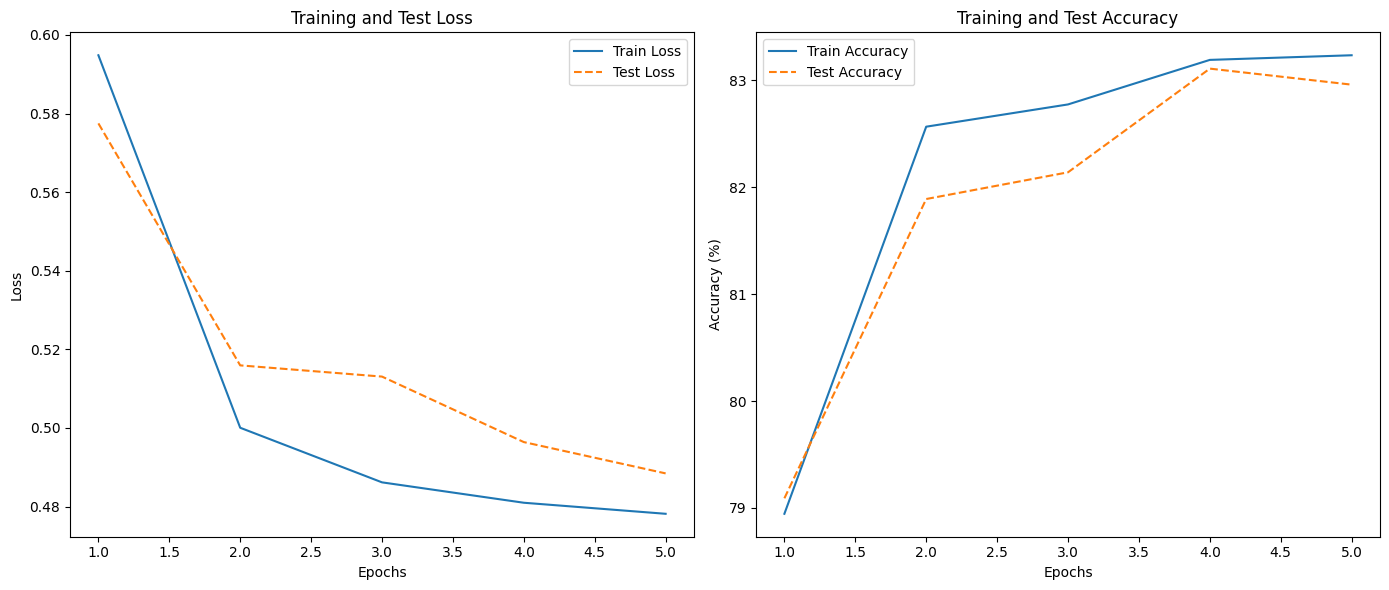 Training and Test Loss
0.60
0.58
0.56
0.54
0.52
0.50
0.48
Loss
Train Loss
Test Loss
1.0 1.5 2.0 2.5 3.0 3.5 4.0 4.5 5.0
Epochs
Training and Test Accuracy
83
82
81
80
79
Accuracy (%)
Train Accuracy
Test Accuracy
1.0 1.5 2.0 2.5 3.0 3.5 4.0 4.5 5.0
Epochs